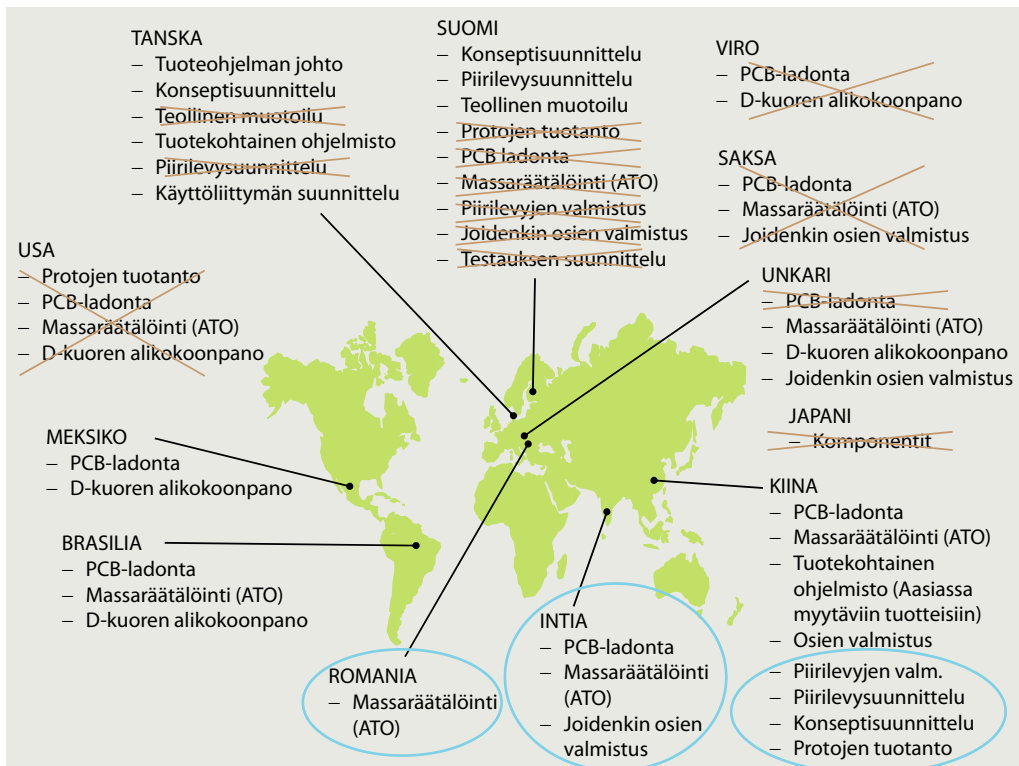 TANSKA
– Tuoteohjelman johto
– Konseptisuunnittelu
– Teollinen muotoilu
– Tuotekohtainen ohjelmisto
– Piirilevysuunnittelu
– Käyttöliittymän suunnittelu
SUOMI
– Konseptisuunnittelu
– Piirilevysuunnittelu
– Teollinen muotoilu
– Protojen tuotanto
– PCB ladonta
– Massaräätälöinti (ATO)
– Piirilevyjen valmistus
– Joidenkin osien valmistus
– Testauksen suunnittelu
VIRO
– PCB-ladonta
– D-kuoren alikokoonpano
SAKSA
– PCB-ladonta
– Massaräätälöinti (ATO)
– Joidenkin osien valmistus
USA
– Protojen tuotanto
– PCB-ladonta
– Massaräätälöinti (ATO)
– D-kuoren alikokoonpano
UNKARI
– PCB-ladonta
– Massaräätälöinti (ATO)
– D-kuoren alikokoonpano
– Joidenkin osien valmistus
JAPANI
– Komponentit
MEKSIKO
– PCB-ladonta
– D-kuoren alikokoonpano
KIINA
– PCB-ladonta
– Massaräätälöinti (ATO)
– Tuotekohtainen
ohjelmisto (Aasiassa
myytäviin tuotteisiin)
– Osien valmistus
– Piirilevyjen valm.
– Piirilevysuunnittelu
– Konseptisuunnittelu
– Protojen tuotanto
BRASILIA
– PCB-ladonta
– Massaräätälöinti (ATO)
– D-kuoren alikokoonpano
ROMANIA
– Massaräätälöinti
(ATO)
INTIA
– PCB-ladonta
– Massaräätälöinti
(ATO)
– Joidenkin osien
valmistus